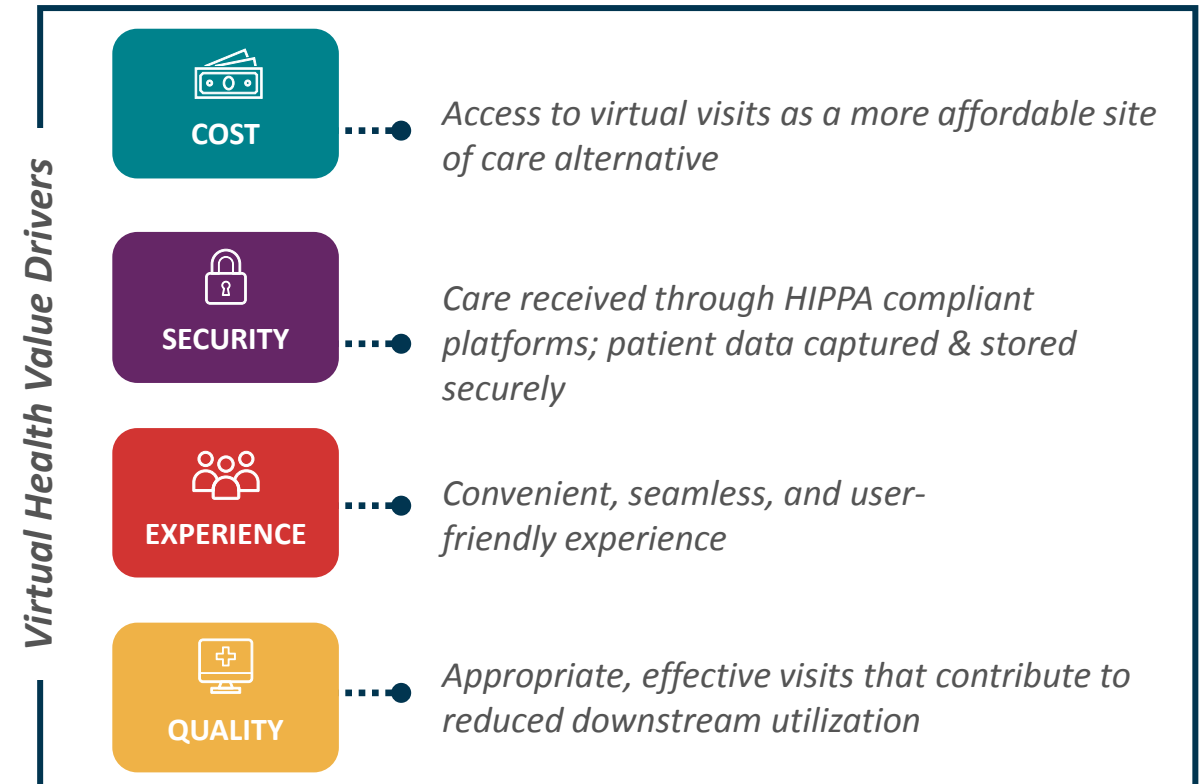 Virtual Health Value Drivers
COST
Access to virtual visits as a more affordable site
of care alternative
SECURITY
Care received through HIPPA compliant
platforms; patient data captured & stored
securely
EXPERIENCE
Convenient, seamless, and user-
friendly experience
QUALITY
Appropriate, effective visits that contribute to
reduced downstream utilization